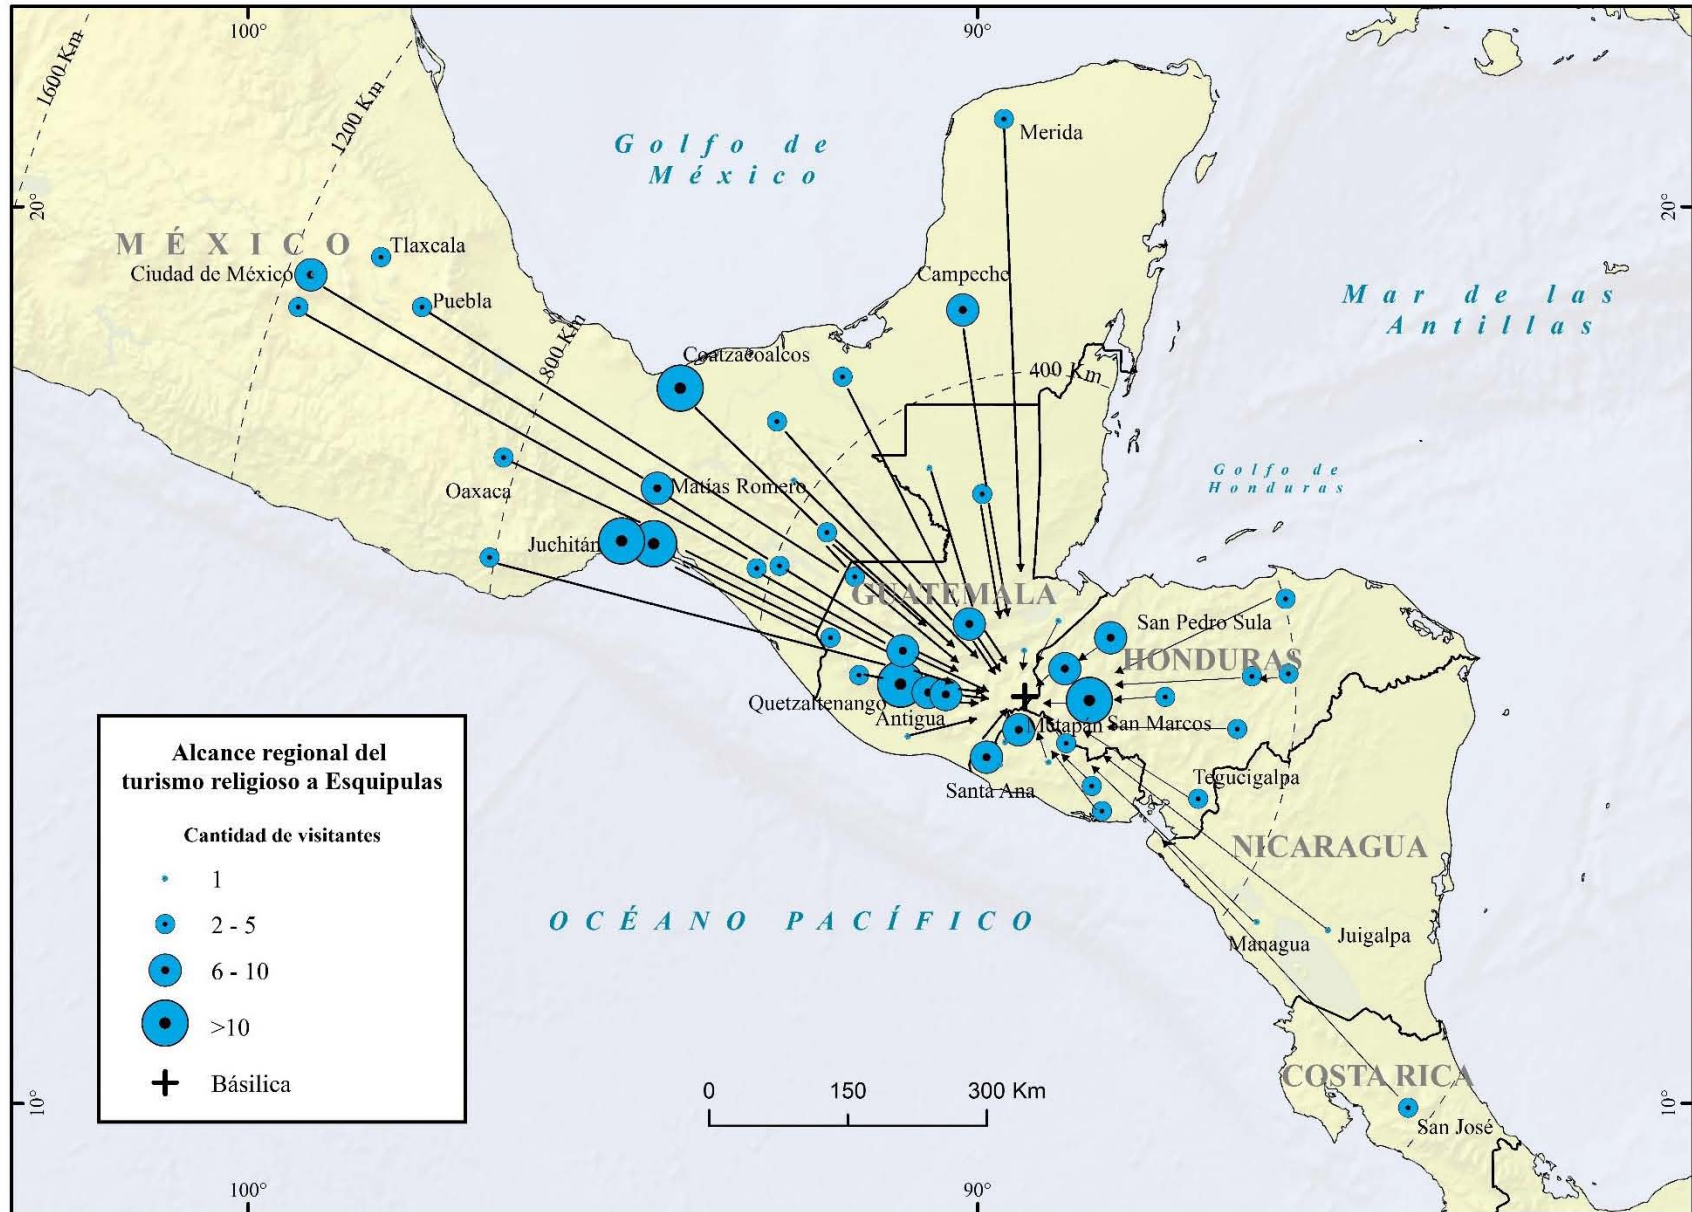 100°
90°
1600 Km
1200 Km
Golfo de
México
Merida
20°
20°
MÉXICO
Tlaxcala
Ciudad de México
Puebla
Campeche
Mar de las
Antillas
800 Km
Coatzacoalcos
400 Km
Golfo de
Honduras
Oaxaca
Matías Romero
Juchitán
GUATEMALA
San Pedro Sula
HONDURAS
Quetzaltenango
Antigua
Metapán
San Marcos
Santa Ana
Tegucigalpa
NICARAGUA
OCÉANO PACÍFICO
Managua
Juigalpa
COSTA RICA
San José
Alcance regional del
turismo religioso a Esquipulas
Cantidad de visitantes
1
2 - 5
6 - 10
>10
Básilica
0 150 300 Km
10°
10°
100°
90°